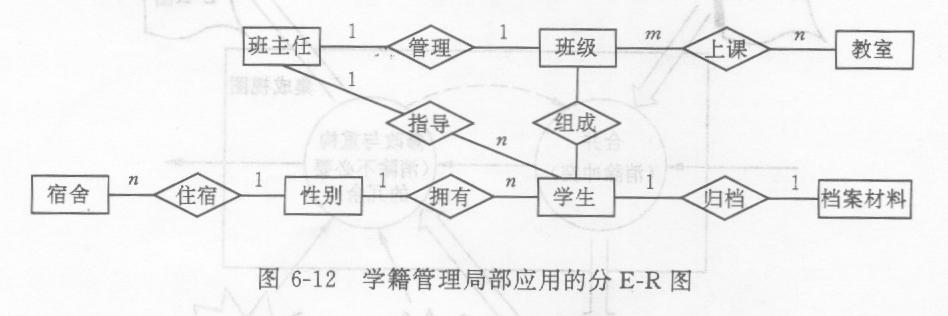 班主任 1 管理 1 班级 m 上课 n 教室
1
指导 组成
n
宿舍 n 住宿 1 性别 1 拥有 n 学生 1 归档 1 档案材料
图 6-12 学籍管理局部应用的分 E-R 图